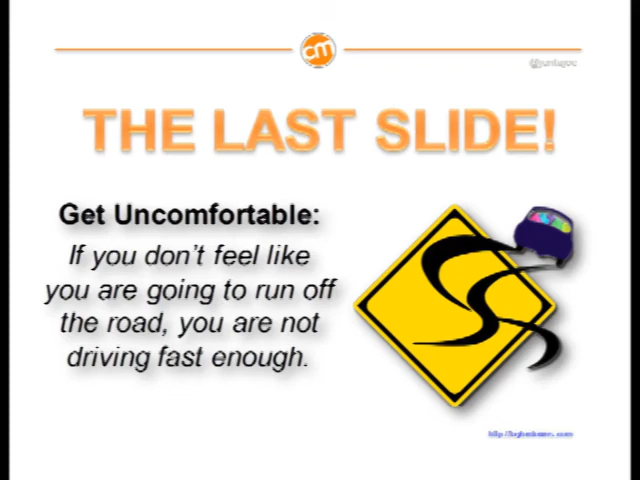 cm
THE LAST SLIDE!
Get Uncomfortable:
If you don't feel like
you are going to run off
the road, you are not
driving fast enough.